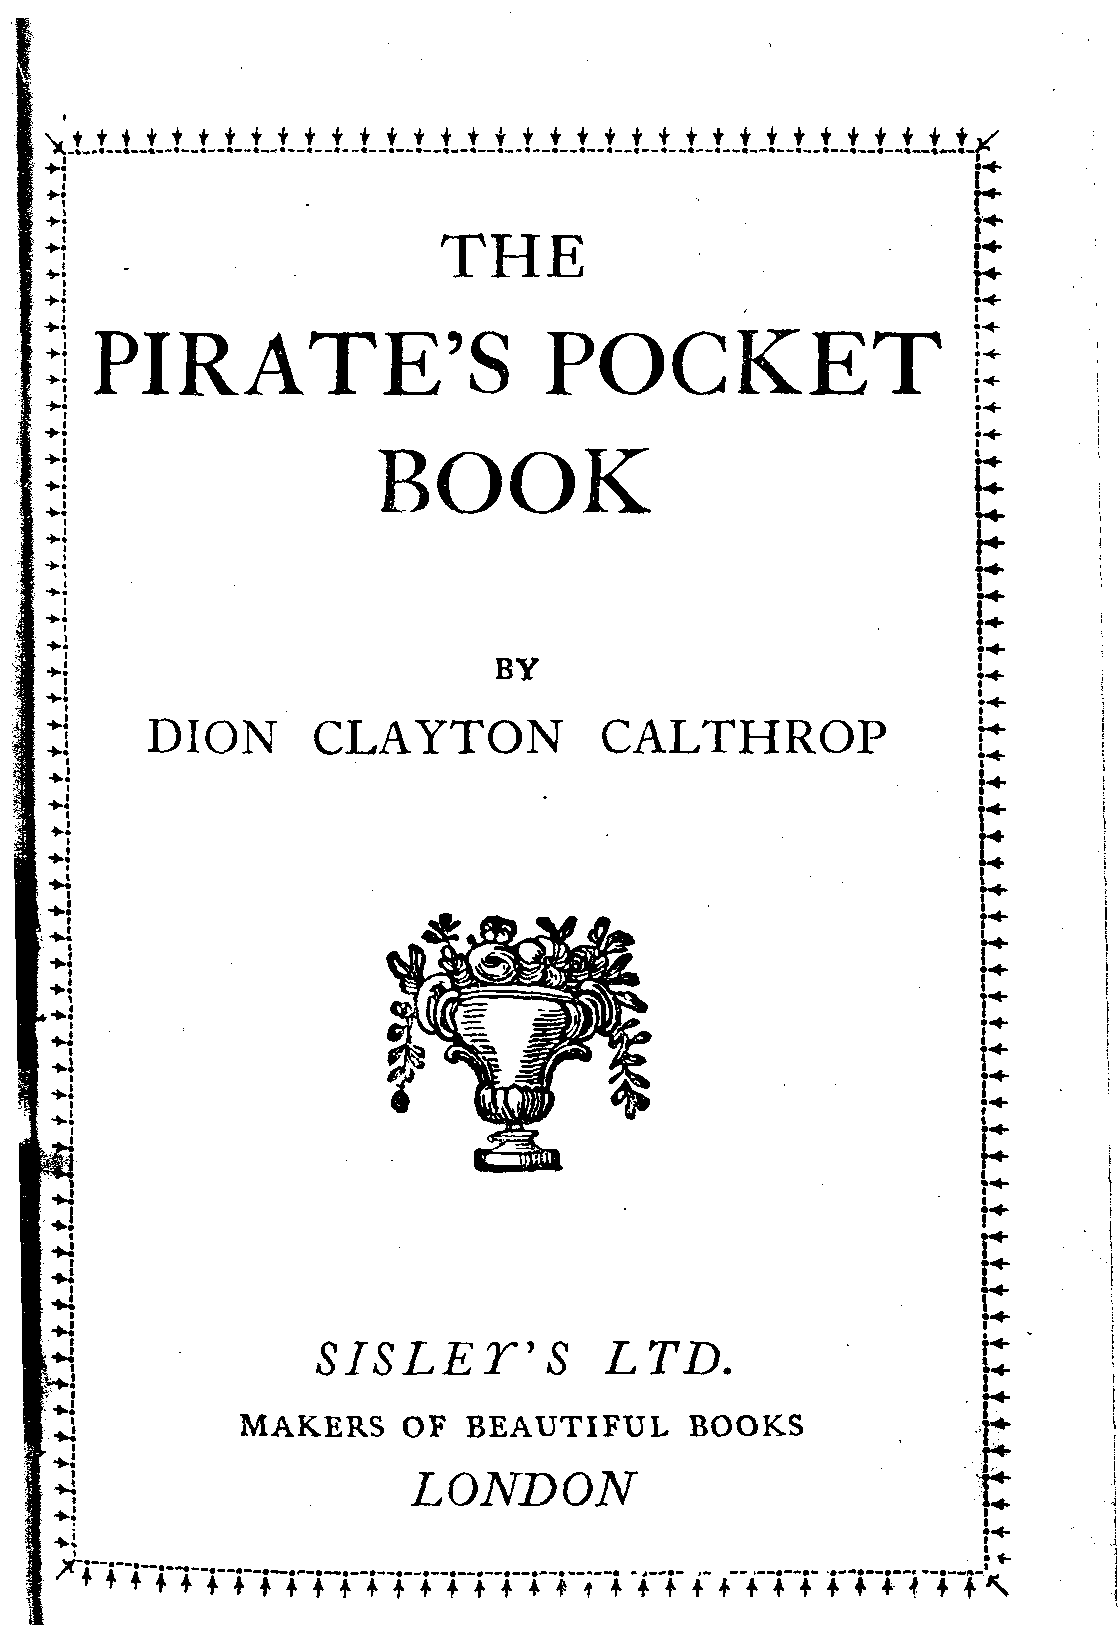 THE
PIRATE'S POCKET
BOOK
BY
DION CLAYTON CALTHROP
SISLEY'S LTD.
MAKERS OF BEAUTIFUL BOOKS
LONDON